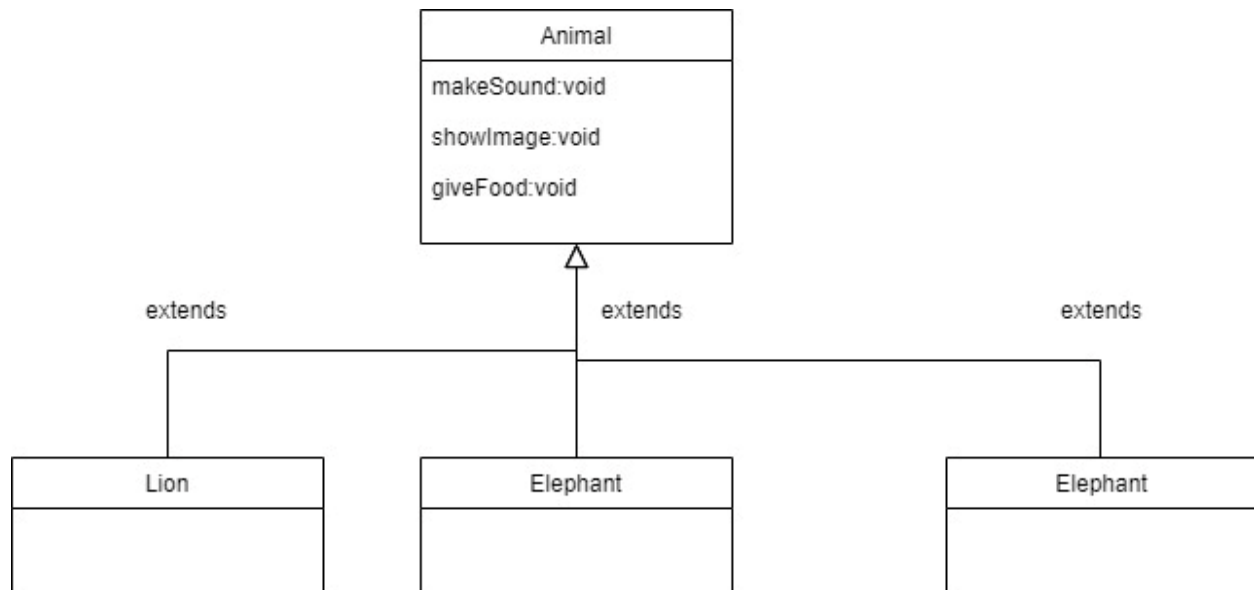 Animal
makeSound:void
showImage:void
giveFood:void
extends
extends
extends
Lion
Elephant
Elephant